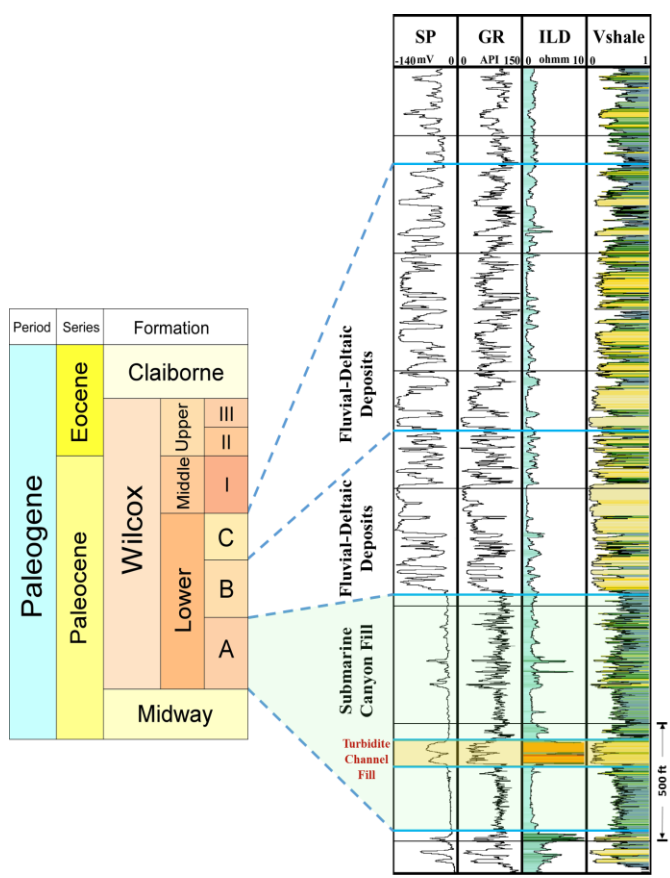 SP GR ILD Vshale
-140 mV 0 0 API 150 0 ohmm 10 0 1
Period Series Formation
Paleogene
Eocene
Paleocene
Claiborne
Wilcox
Upper
Middle
Lower
III
II
I
C
B
A
Midway
Fluvial-Deltaic
Deposits
Fluvial-Deltaic
Deposits
Submarine
Canyon Fill
Turbidite
Channel
Fill
500 ft